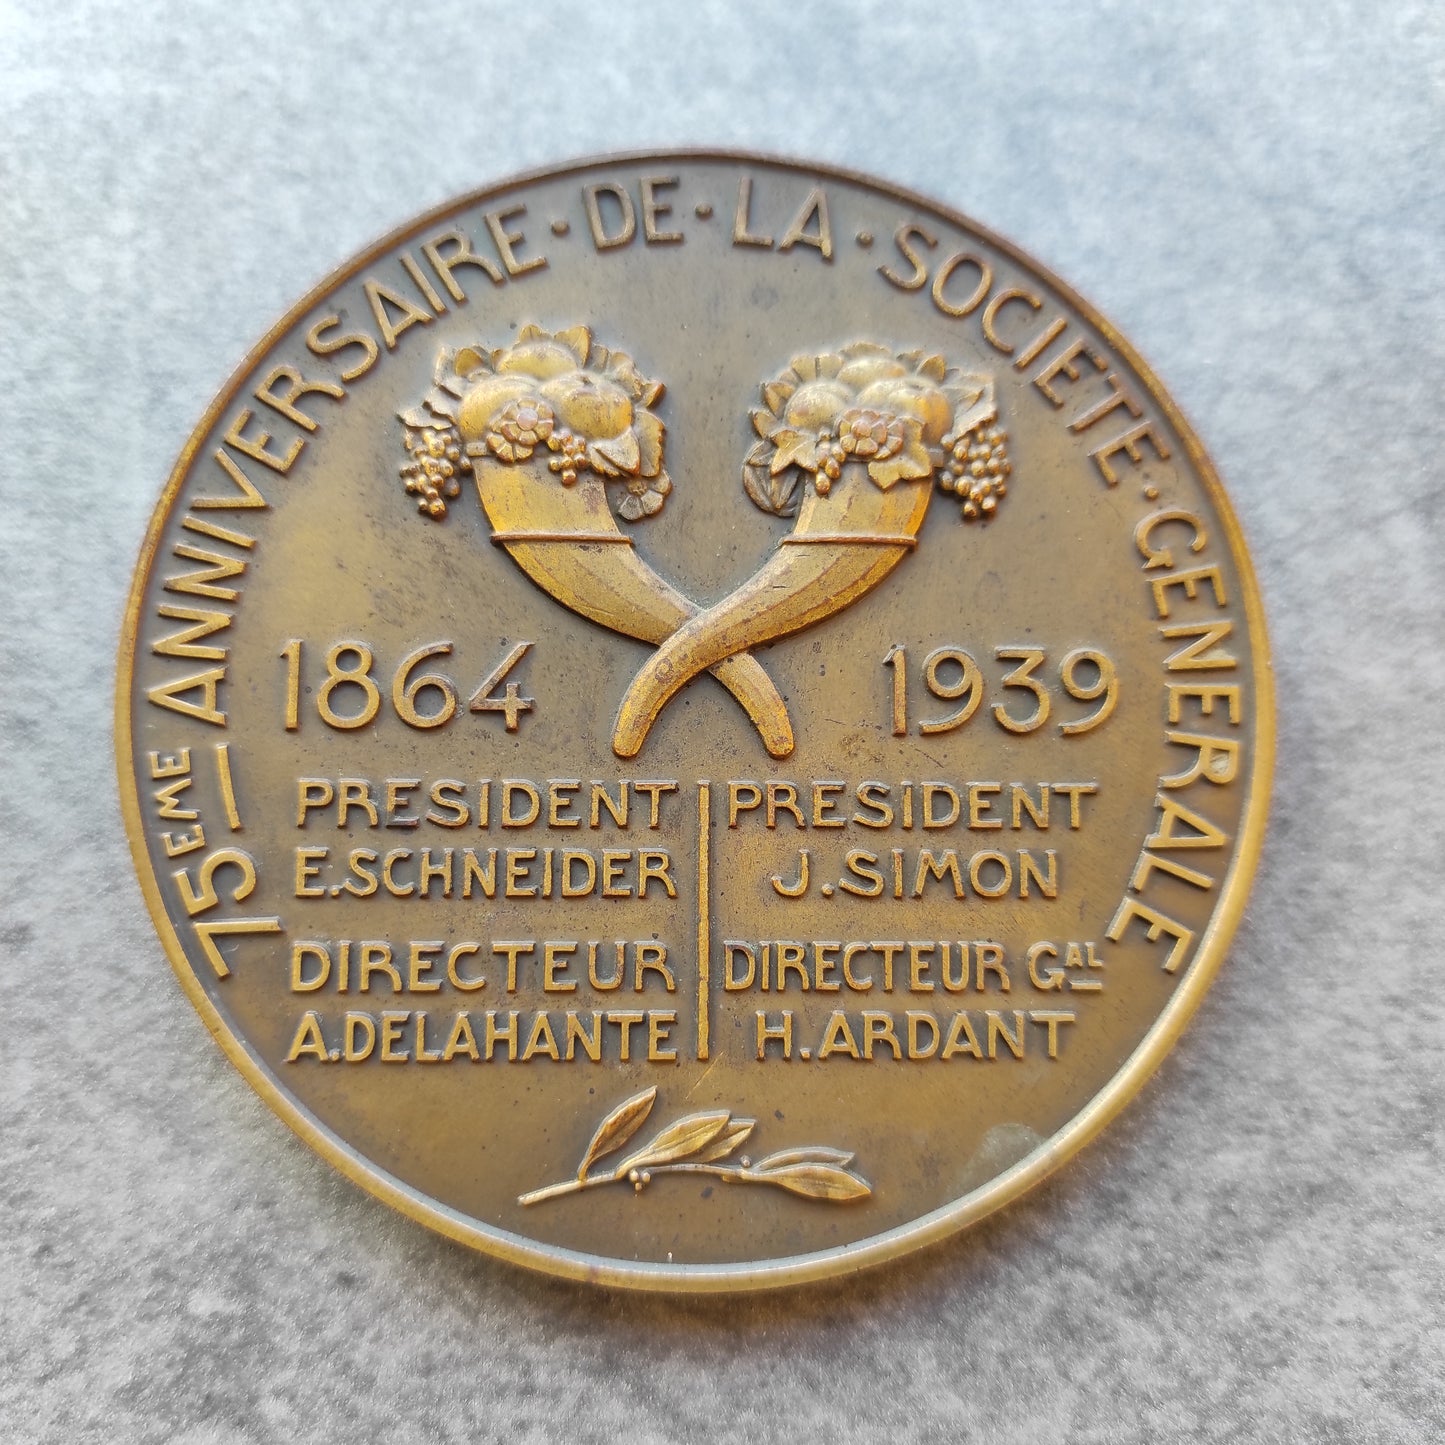 75EME ANNIVERSAIRE·DE·LA·SOCIETE·GENERALE
1864 1939
PRESIDENT
E.SCHNEIDER
DIRECTEUR
A.DELAHANTE
PRESIDENT
J.SIMON
DIRECTEUR GAL
H.ARDANT